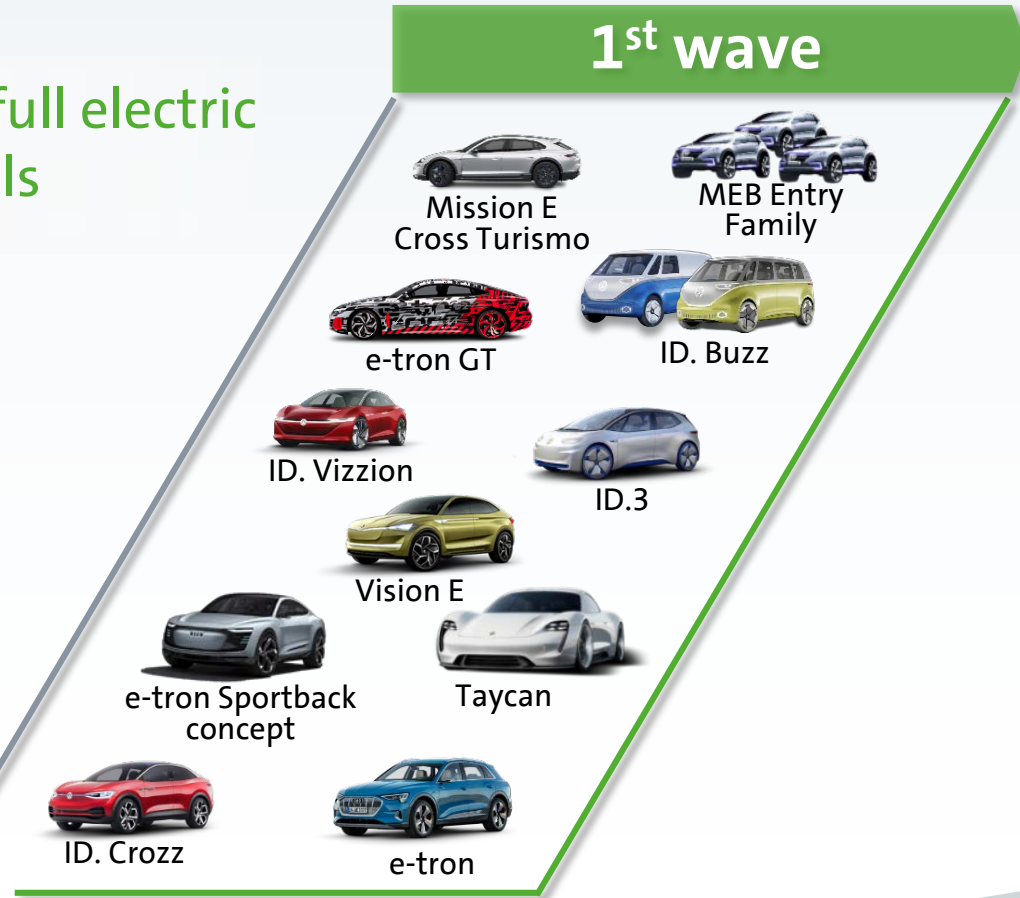 1st wave
full electric
ls
Mission E
Cross Turismo
MEB Entry
Family
e-tron GT
ID. Buzz
ID. Vizzion
ID.3
Vision E
e-tron Sportback
concept
Taycan
ID. Crozz
e-tron